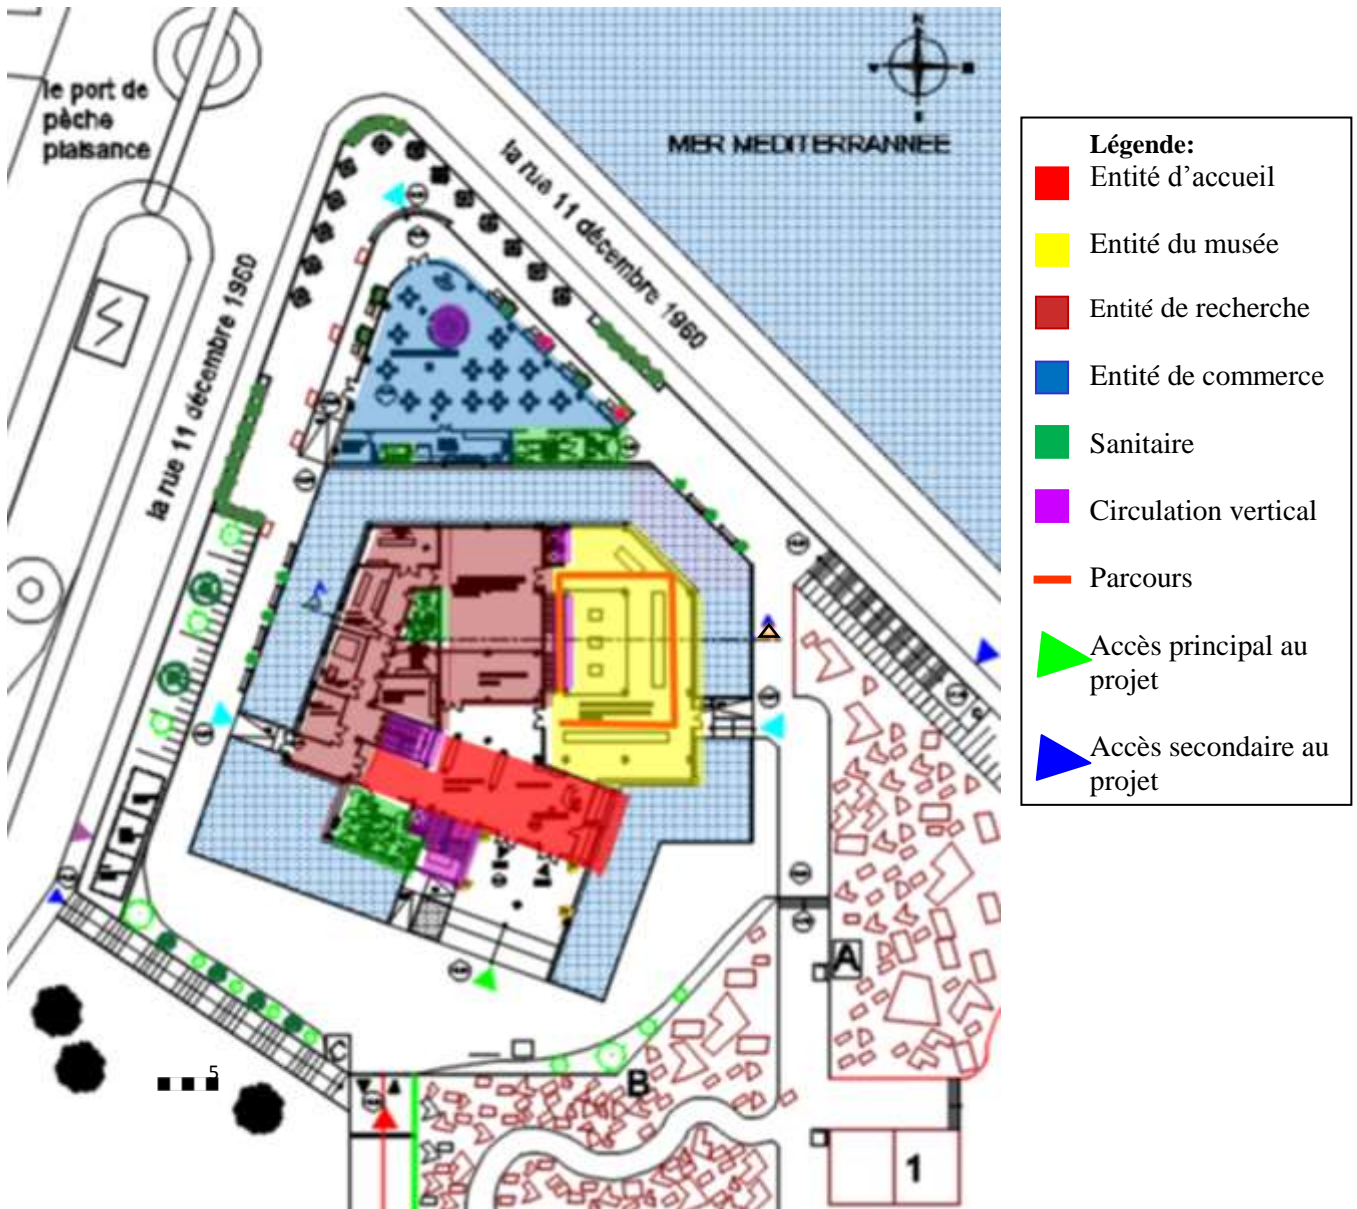 N
le port de
pêche
plaisance
MER MEDITERRANNEE
la rue 11 décembre 1960
la rue 11 décembre 1960
A
B
C
5
1
Légende:
Entité d’accueil
Entité du musée
Entité de recherche
Entité de commerce
Sanitaire
Circulation vertical
Parcours
Accès principal au
projet
Accès secondaire au
projet